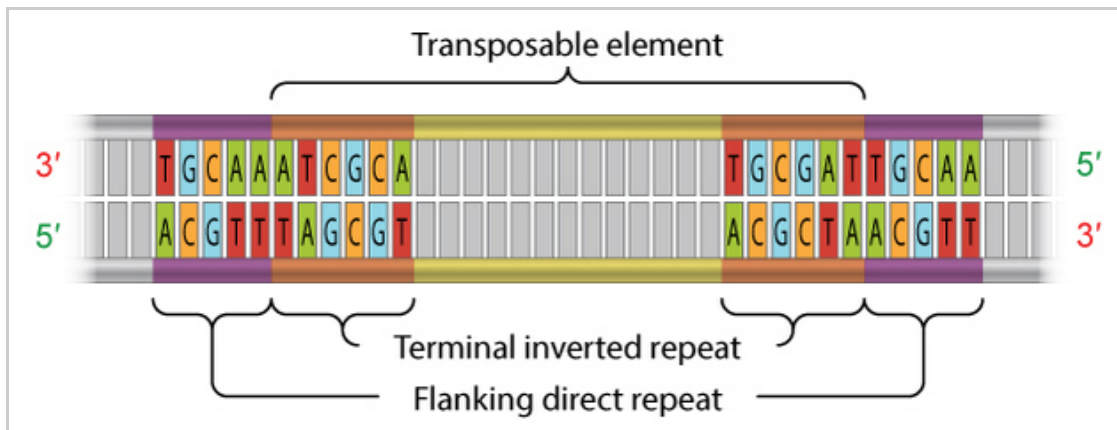 Transposable element
3′ TGCAAATCGCA TGCGATTGCAA 5′
5′ ACGTTTAGCGT ACGCTAACGTT 3′
Terminal inverted repeat
Flanking direct repeat